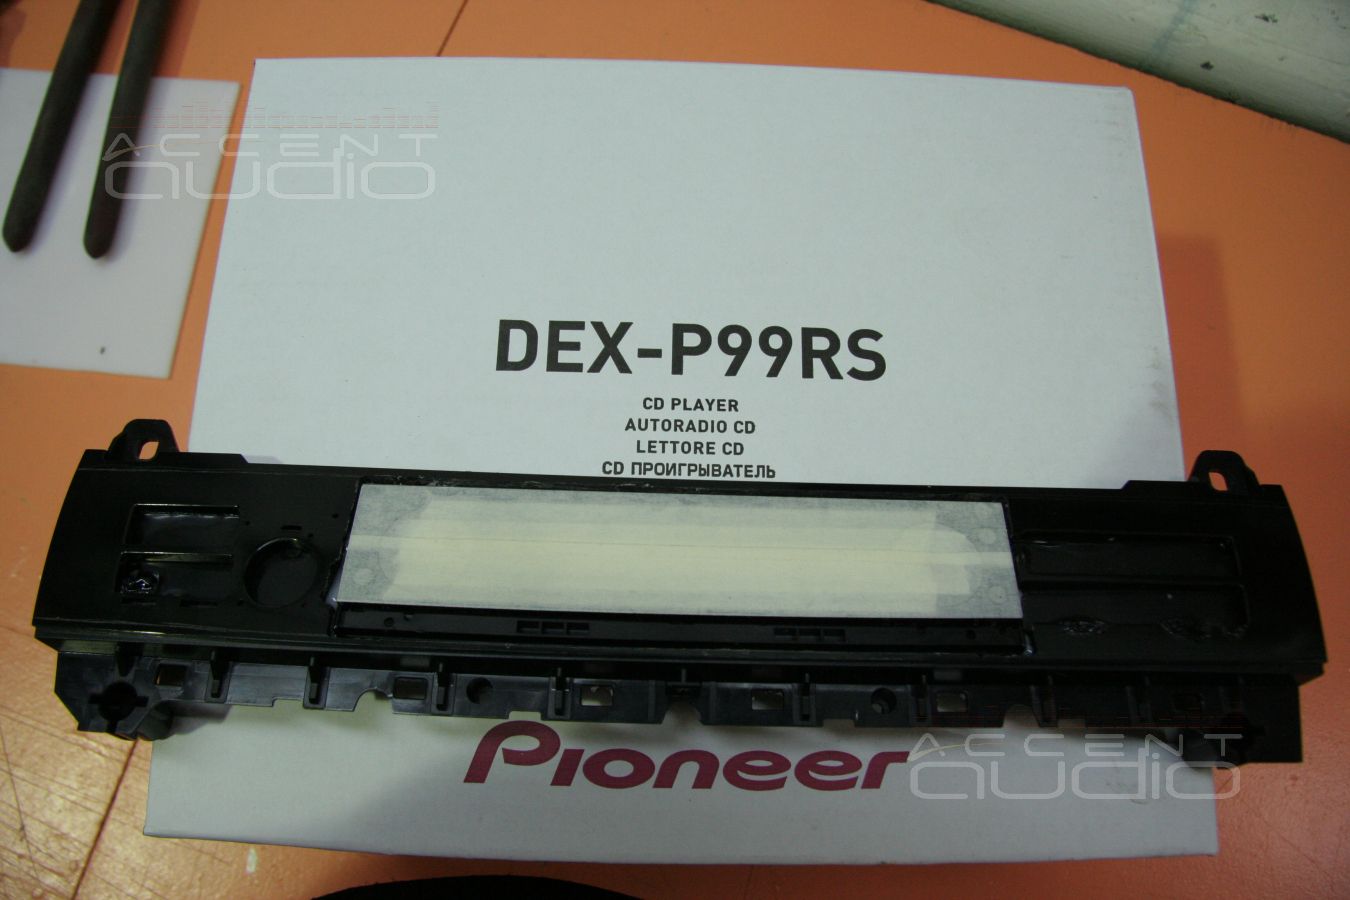 ACCENT
audio
DEX-P99RS
CD PLAYER
AUTORADIO CD
LETTORE CD
CD ПРОИГРЫВАТЕЛЬ
Pioneer
ACCENT
audio